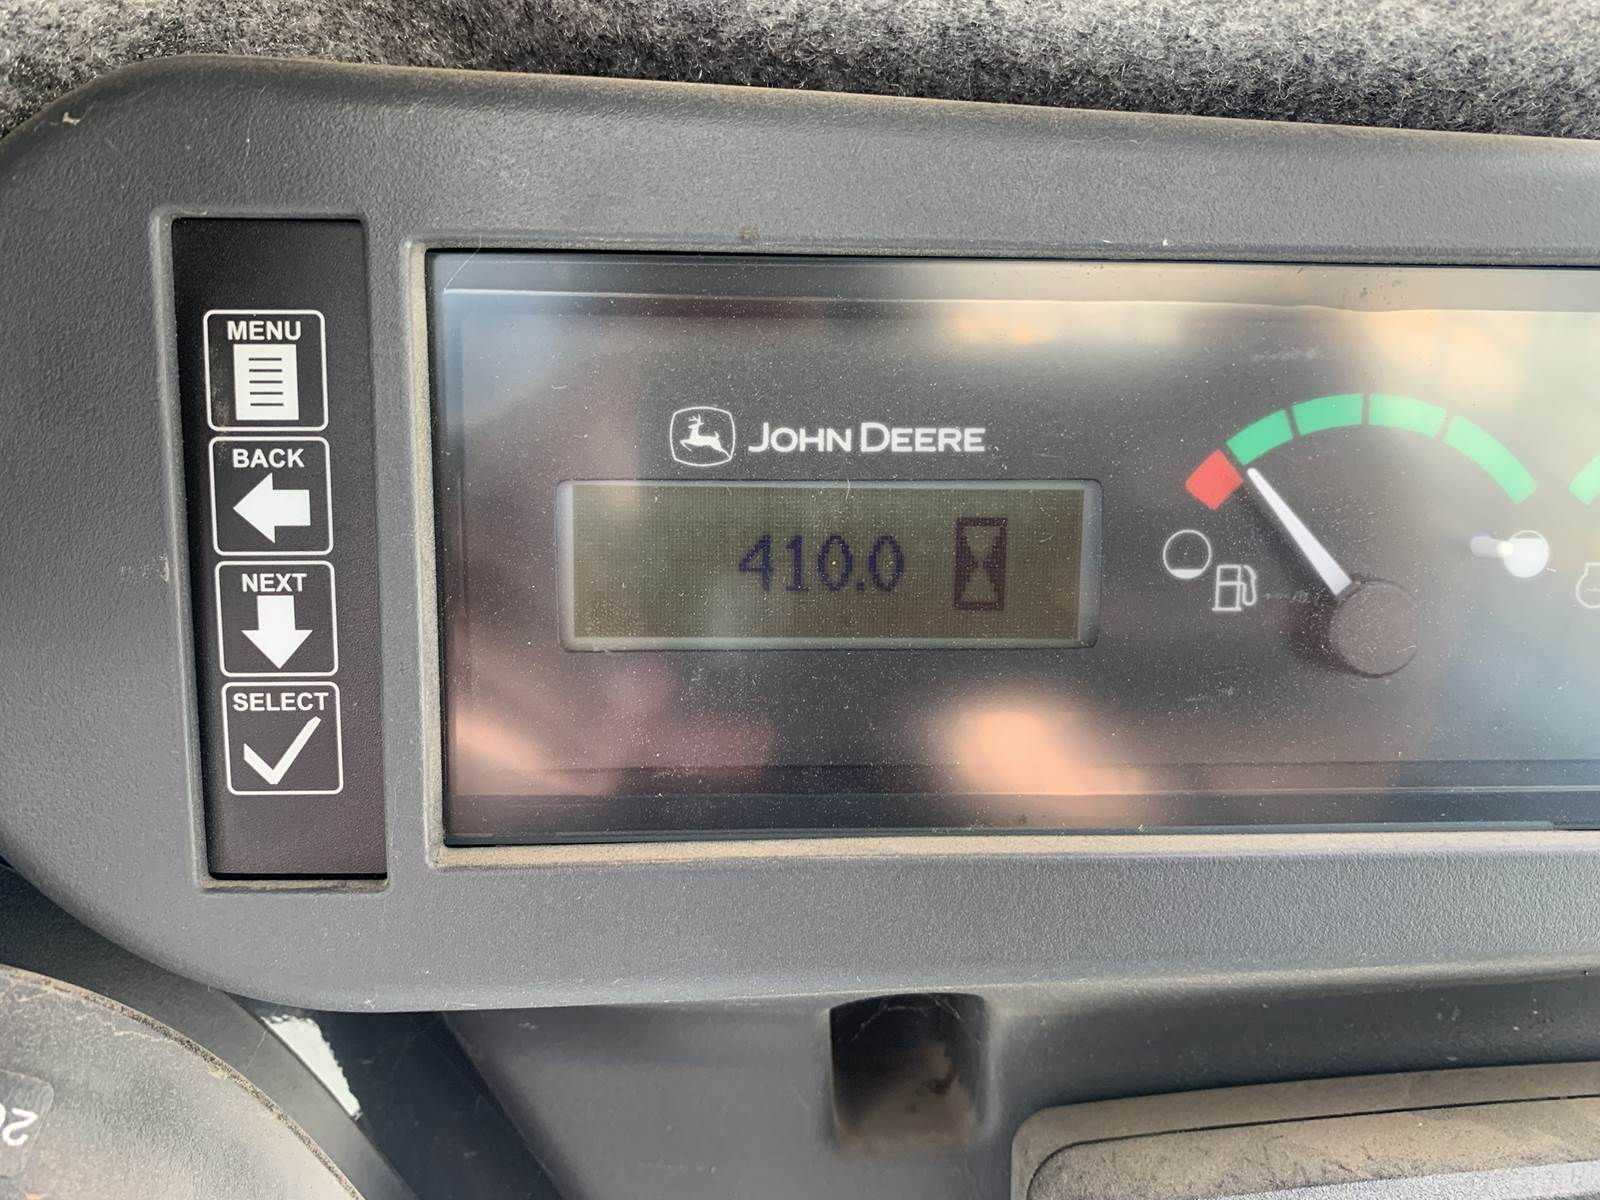 MENU
BACK
NEXT
SELECT
JOHN DEERE
410.0